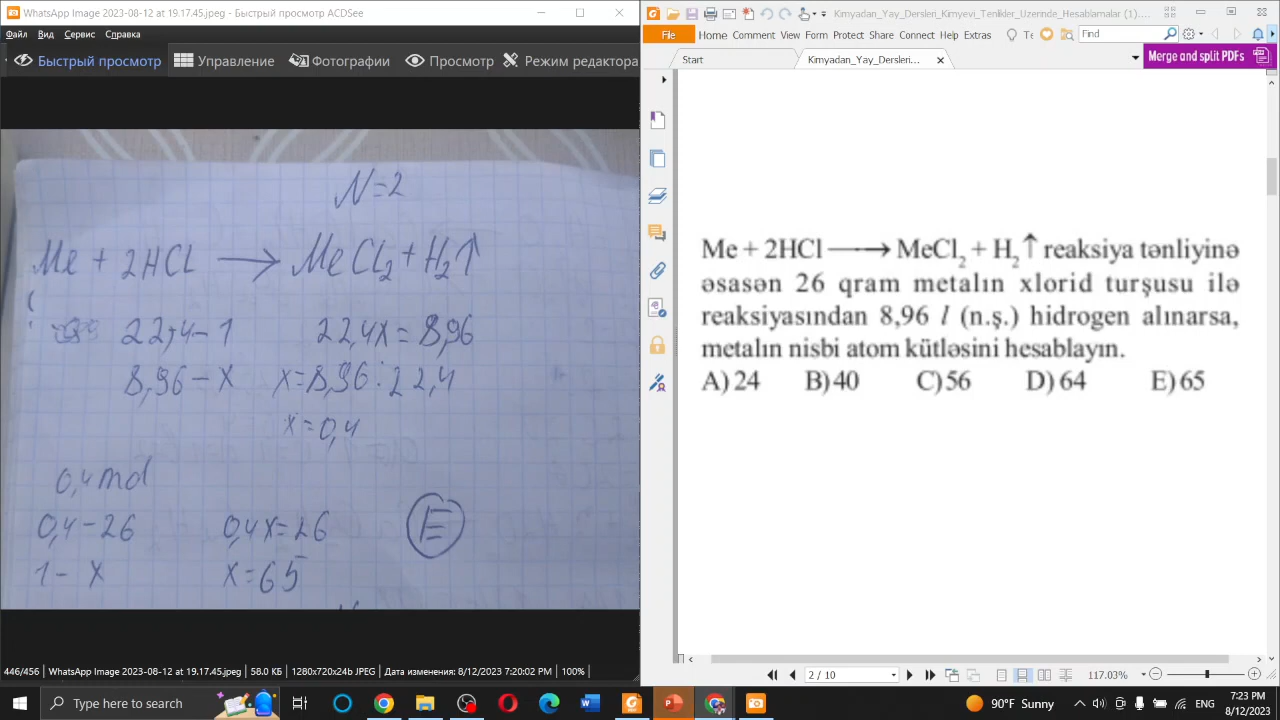 WhatsApp Image 2023-08-12 at 19.17.45.jpeg - Быстрый просмотр ACDSee
Файл Вид Сервис Справка
Быстрый просмотр Управление Фотографии Просмотр Режим редактора
N=2
Me + 2HCl → MeCl2 + H2↑
22,4-1 22,4x = 8,96
8,96 - x x=8,96:22,4
x=0,4
0,4 mol
0,4-26 0,4x=26
1- x x=65
E
446/456 WhatsApp Image 2023-08-12 at 19.17.45.jpeg 58.0 КБ 1280x720x24b JPEG Дата изменения: 8/12/2023 7:20:02 PM 100%
Kimyadan_Yay_Dersleri_Kimyevi_Tenlikler_Uzerinde_Hesablamalar (1)....
File Home Comment View Form Protect Share Connect Help Extras Te Find
Start Kimyadan_Yay_Dersleri... Merge and split PDFs
Me + 2HCl ⟶ MeCl2 + H2↑ reaksiya tənliyinə
əsasən 26 qram metalın xlorid turşusu ilə
reaksiyasından 8,96 l (n.ş.) hidrogen alınarsa,
metalın nisbi atom kütləsini hesablayın.
A) 24 B) 40 C) 56 D) 64 E) 65
2 / 10 117.03%
Type here to search
90°F Sunny ENG 7:23 PM
8/12/2023